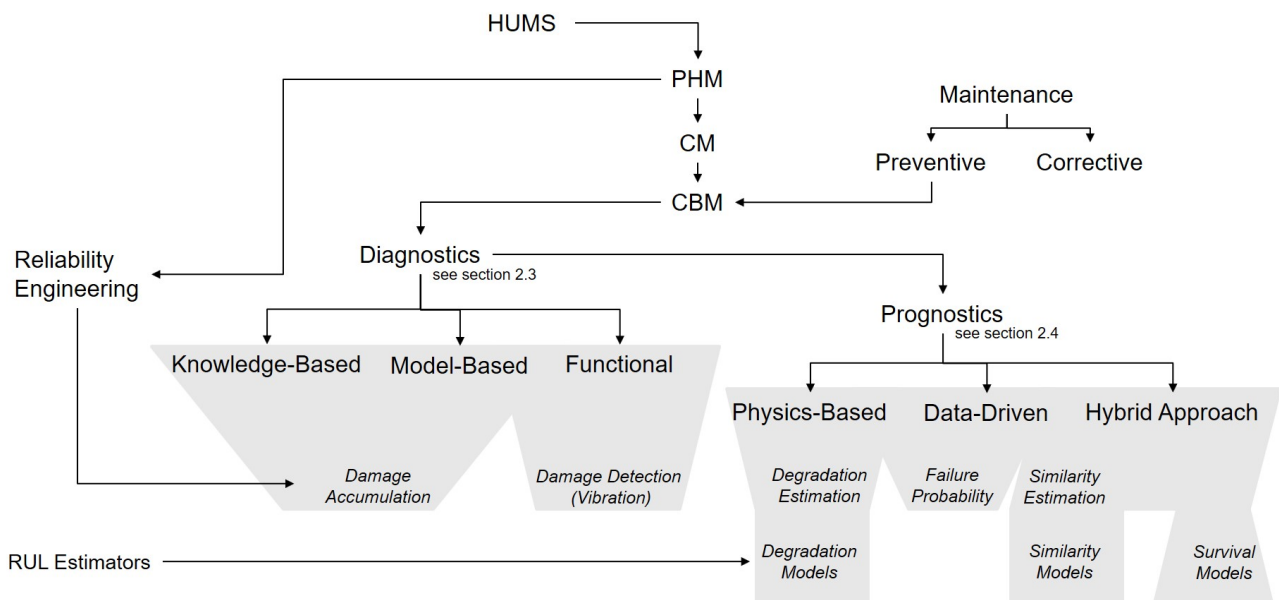 HUMS
PHM
Maintenance
CM
Preventive
Corrective
CBM
Diagnostics
see section 2.3
Reliability
Engineering
Prognostics
see section 2.4
Knowledge-Based
Model-Based
Functional
Physics-Based
Data-Driven
Hybrid Approach
Damage
Accumulation
Damage Detection
(Vibration)
Degradation
Estimation
Failure
Probability
Similarity
Estimation
RUL Estimators
Degradation
Models
Similarity
Models
Survival
Models